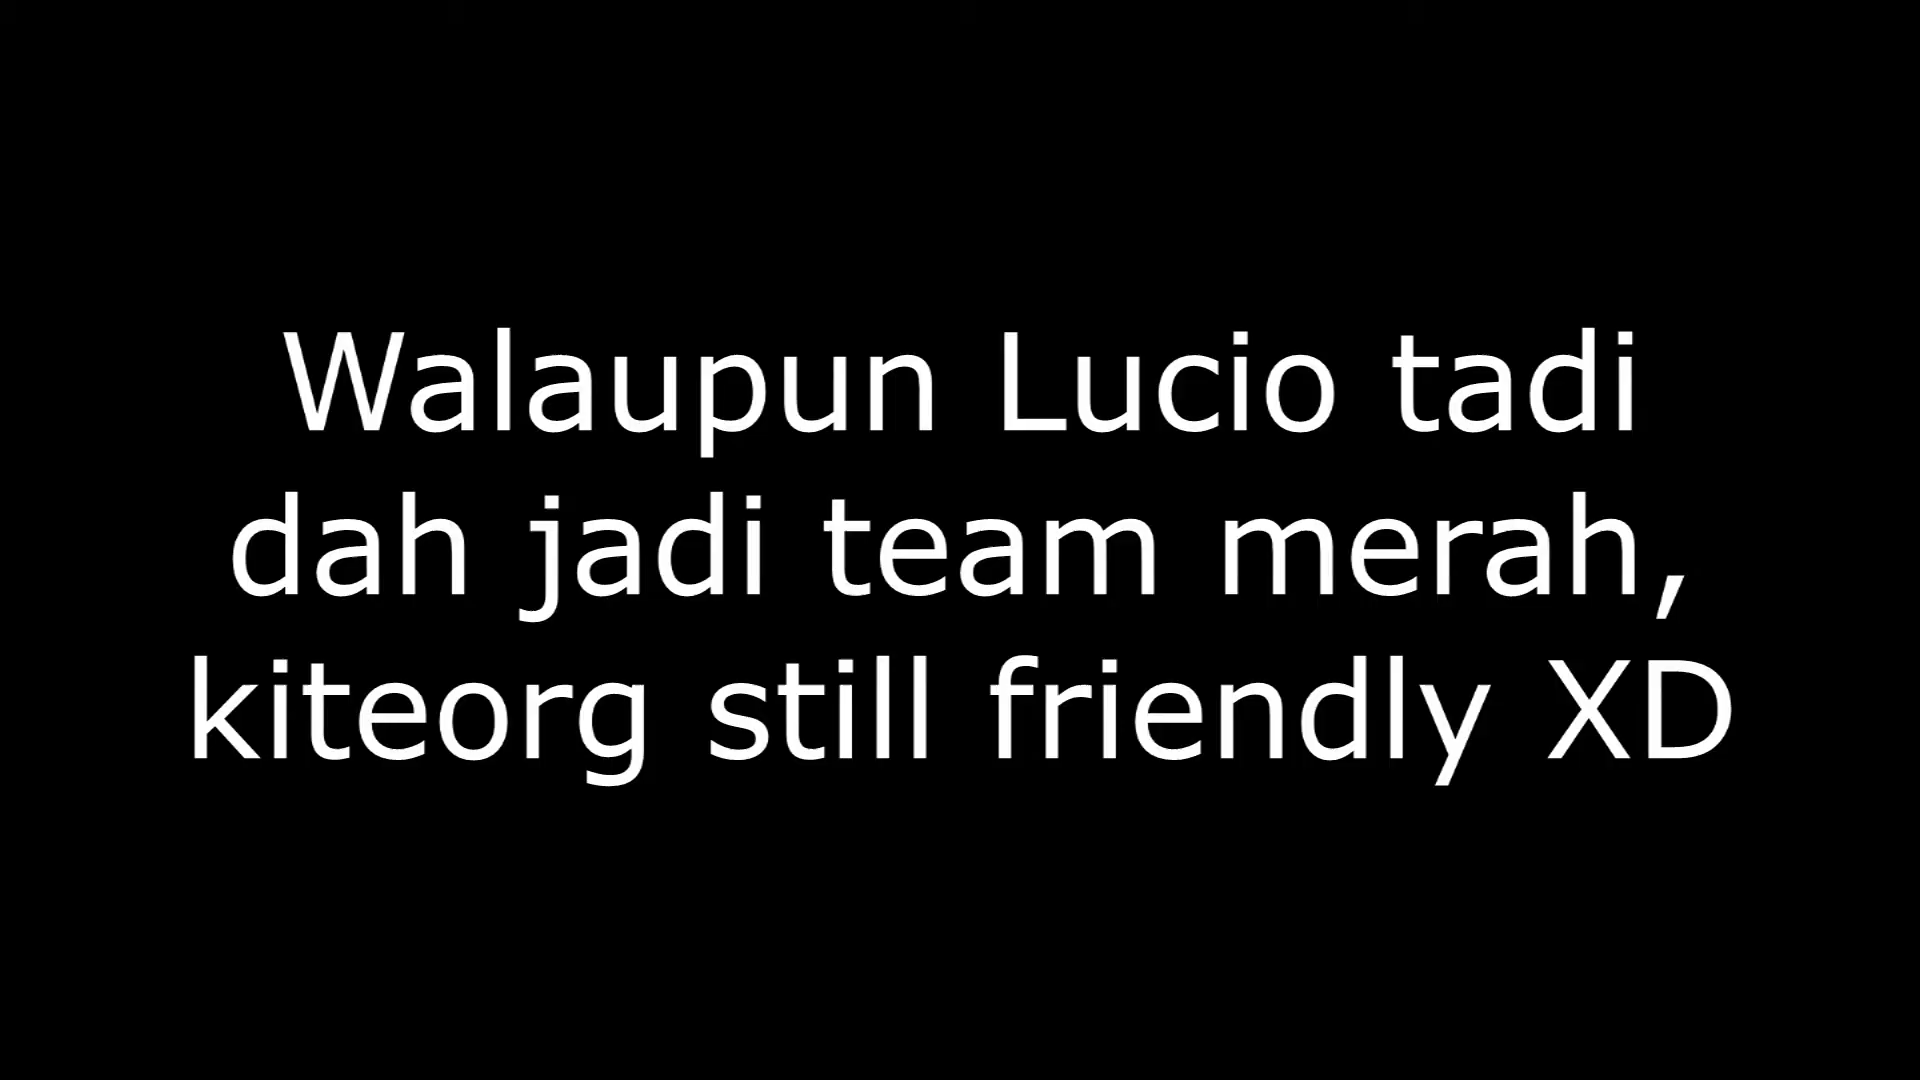 Walaupun Lucio tadi
dah jadi team merah,
kiteorg still friendly XD